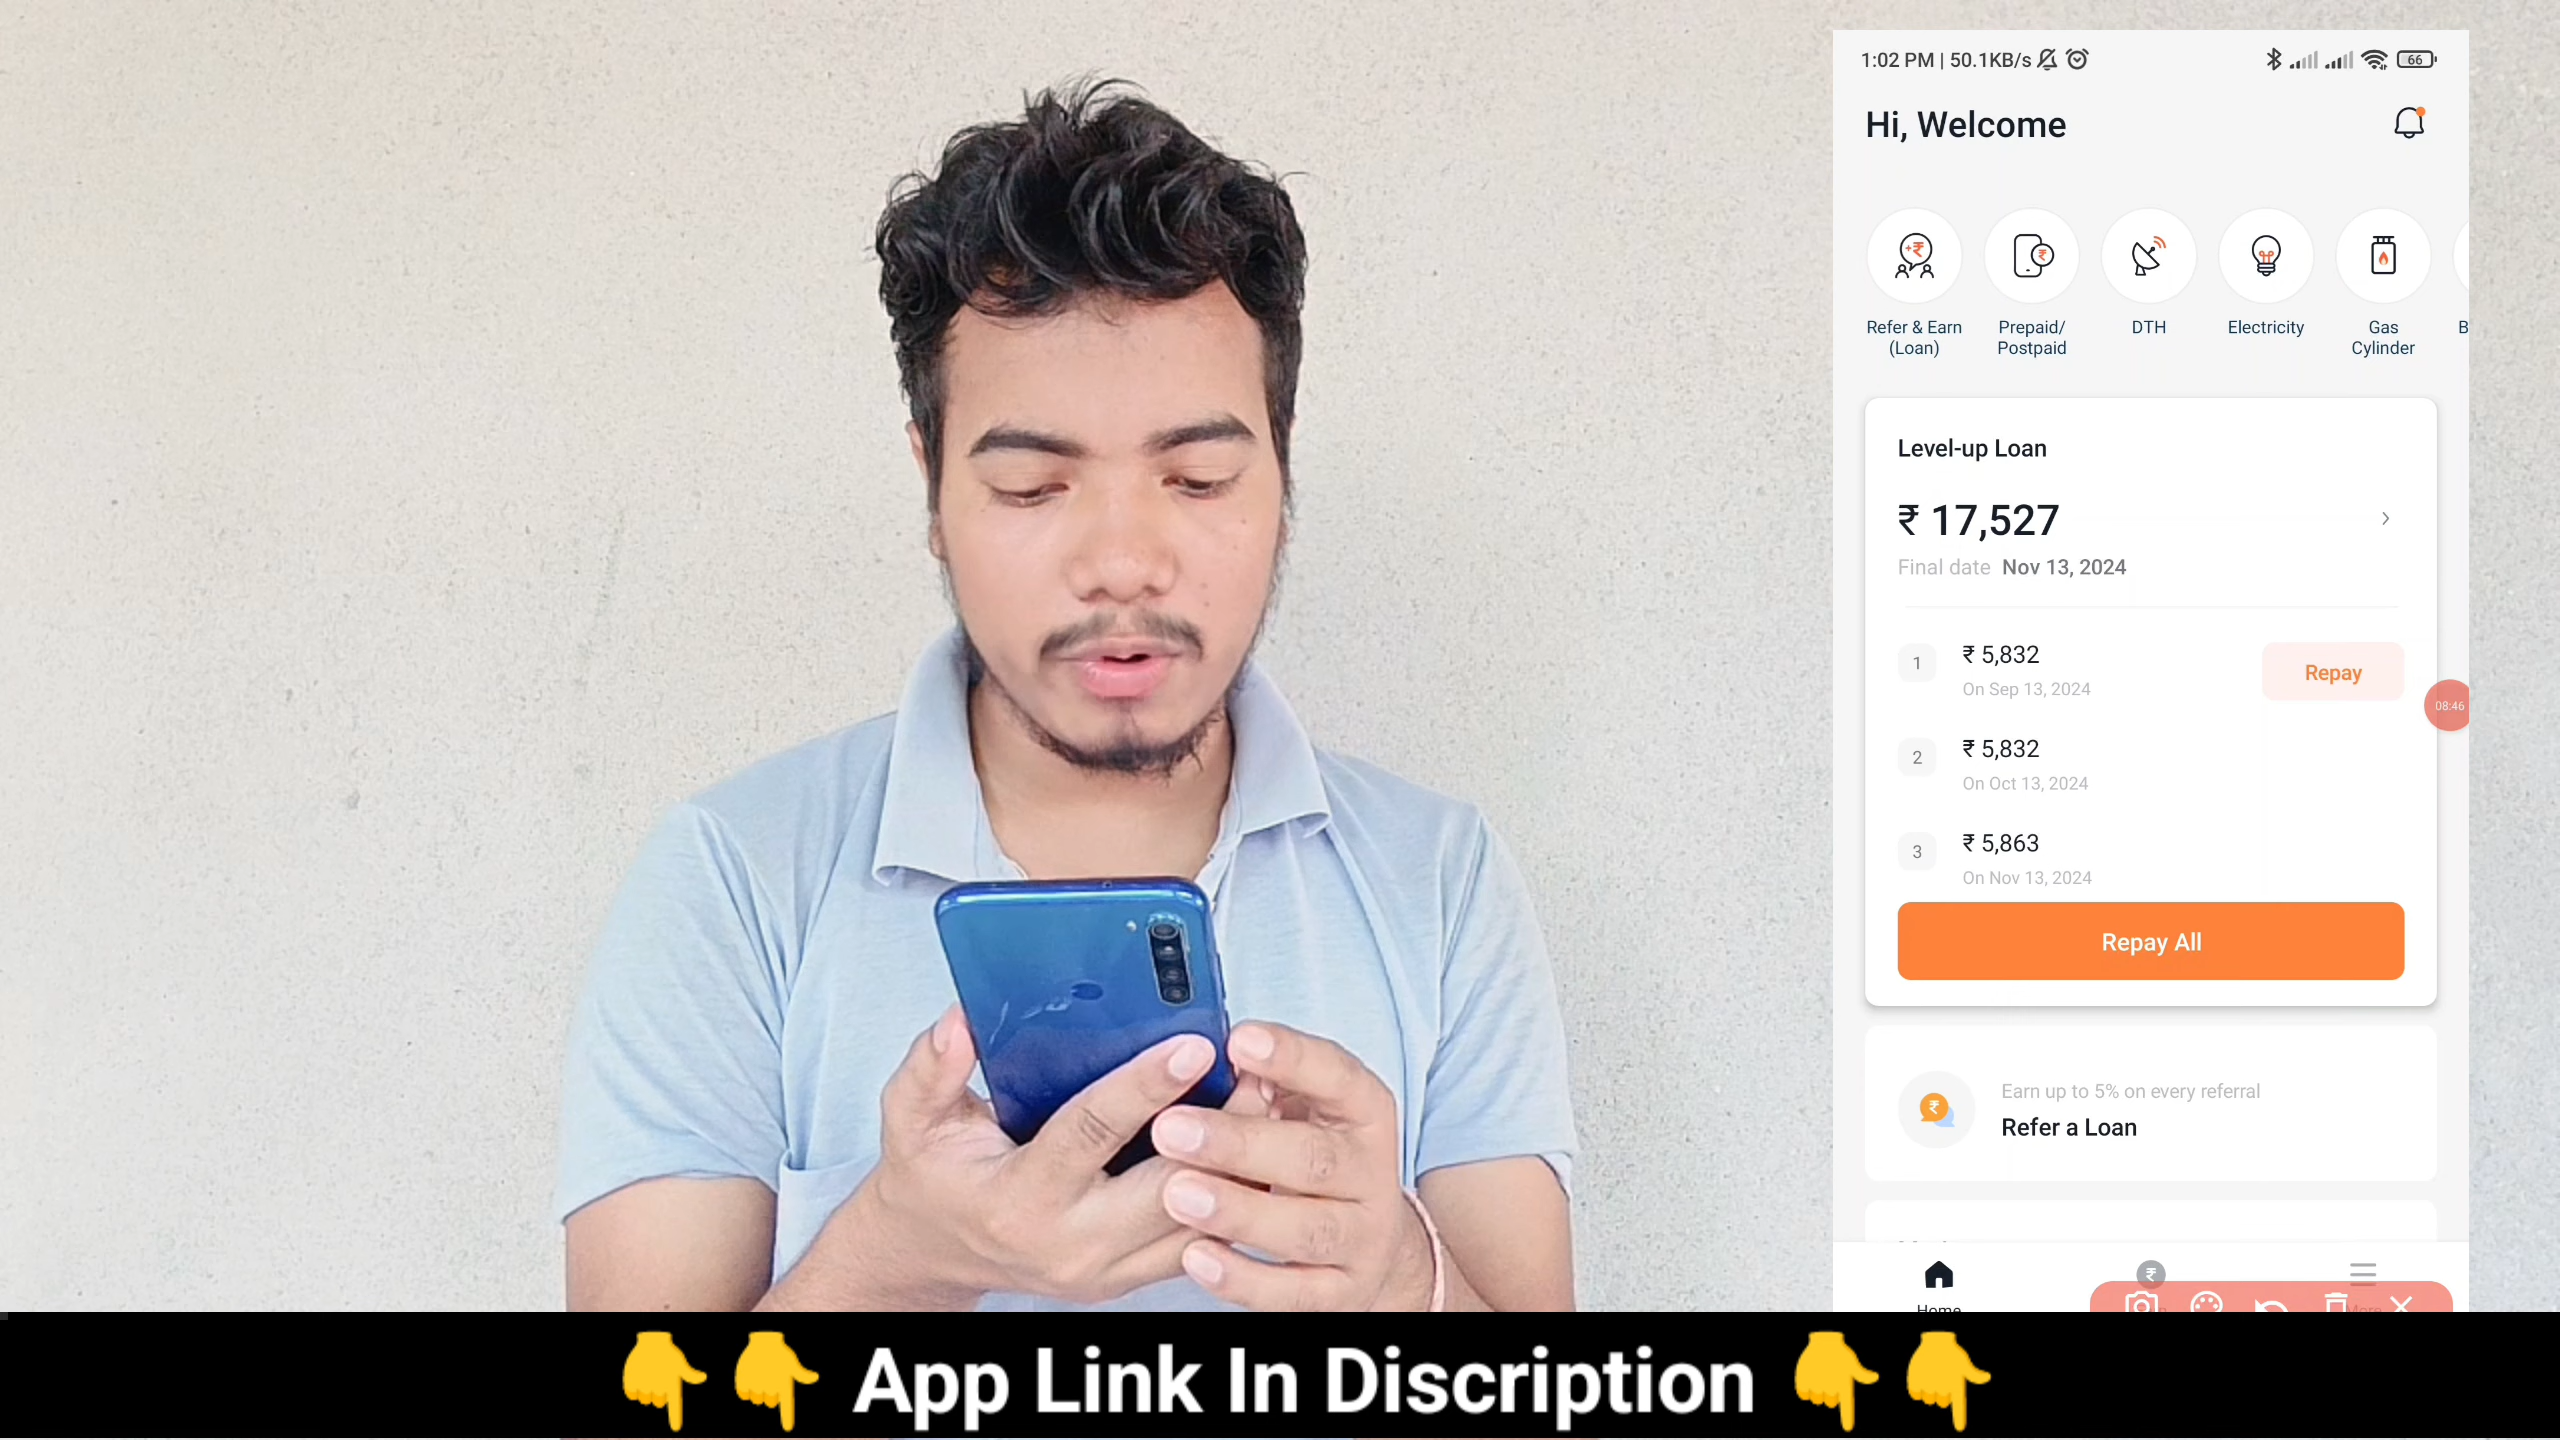 1:02 PM | 50.1KB/s
66
Hi, Welcome
Refer & Earn
(Loan)
Prepaid/
Postpaid
DTH
Electricity
Gas
Cylinder
B
Level-up Loan
₹ 17,527
Final date Nov 13, 2024
1
₹ 5,832
On Sep 13, 2024
Repay
08:46
2
₹ 5,832
On Oct 13, 2024
3
₹ 5,863
On Nov 13, 2024
Repay All
Earn up to 5% on every referral
Refer a Loan
Home
More
👇👇 App Link In Discription 👇👇